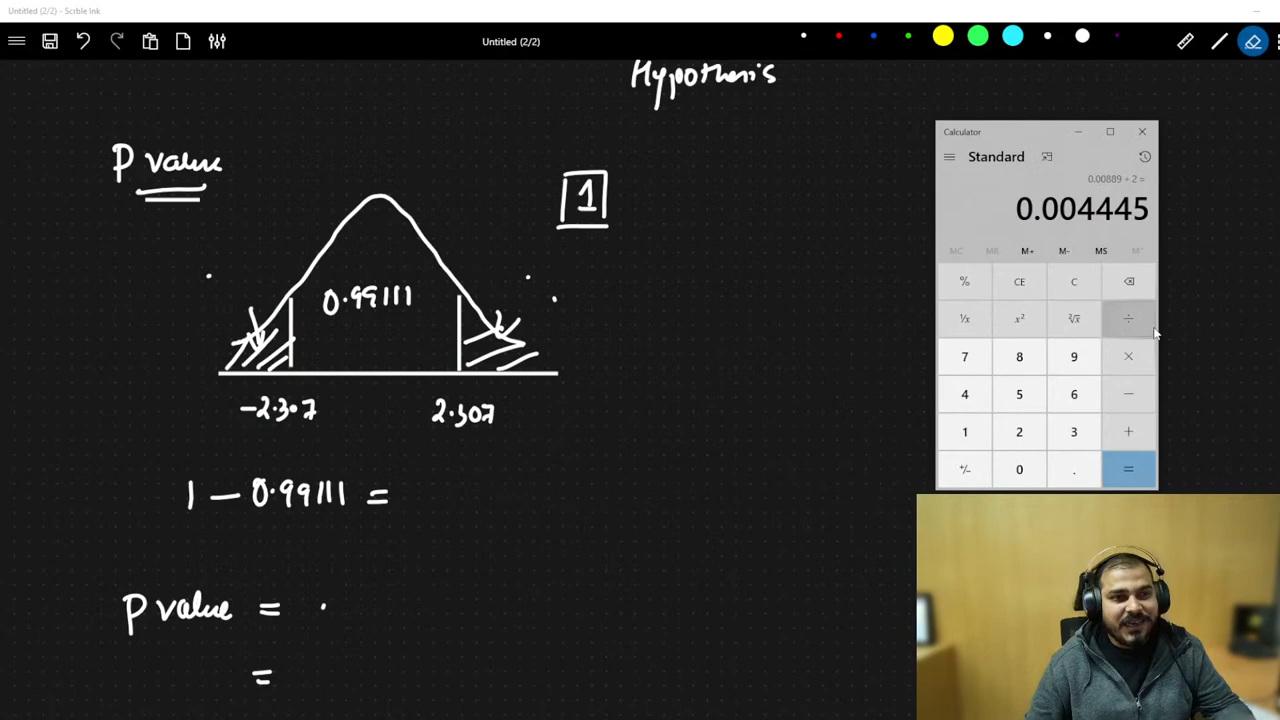 Untitled (2/2) - Scrble Ink
Untitled (2/2)
Hypothesis
P value
1
0.99111
-2.307 2.307
1 - 0.99111 =
P value =
=
Calculator
Standard
0.00889 ÷ 2 =
0.004445
MC MR M+ M- MS M˅
% CE C
¹/x x² ²√x ÷
7 8 9 ×
4 5 6 −
1 2 3 +
+/- 0 . =